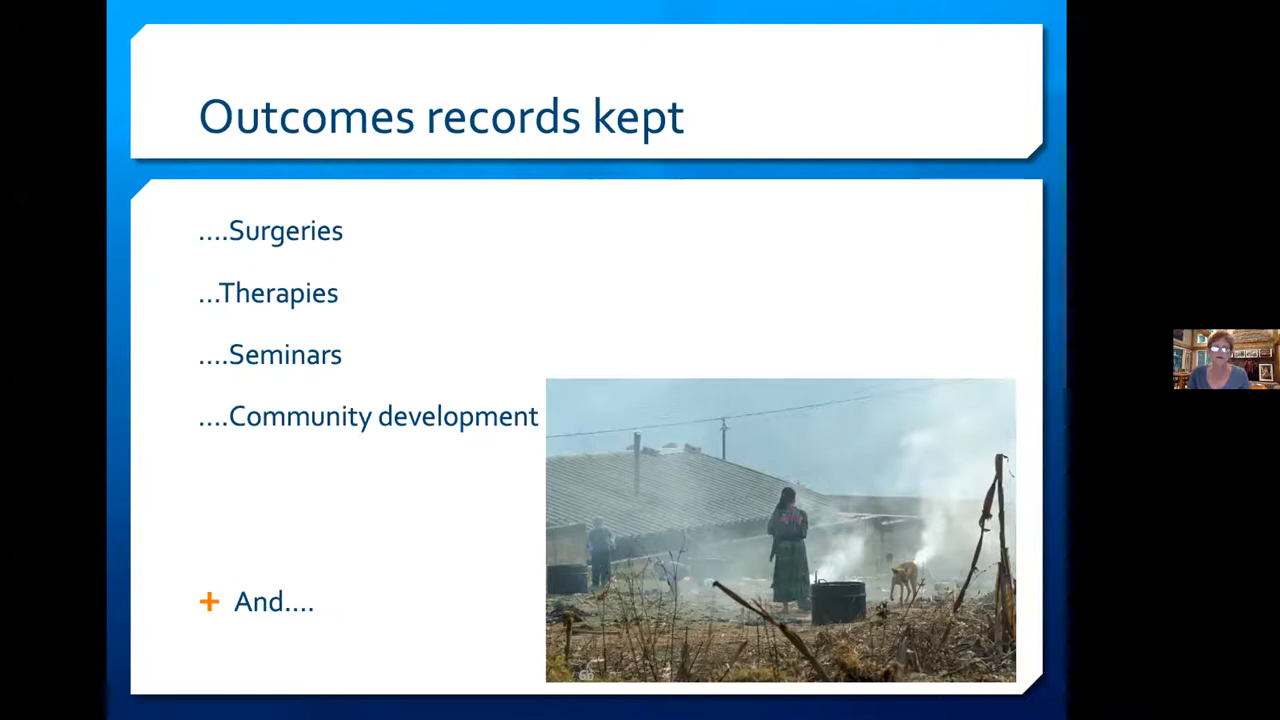 Outcomes records kept
....Surgeries
...Therapies
....Seminars
....Community development
+ And....